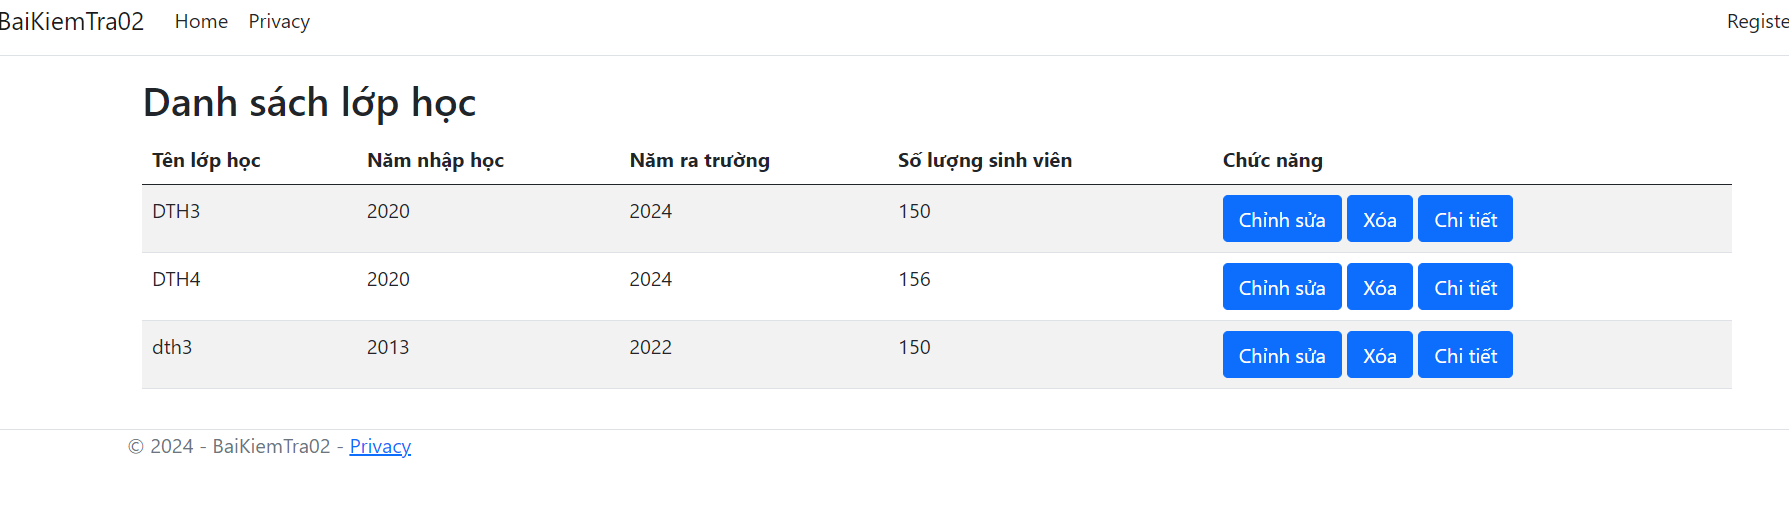 BaiKiemTra02 Home Privacy Registe
Danh sách lớp học
Tên lớp học Năm nhập học Năm ra trường Số lượng sinh viên Chức năng
DTH3 2020 2024 150 Chỉnh sửa Xóa Chi tiết
DTH4 2020 2024 156 Chỉnh sửa Xóa Chi tiết
dth3 2013 2022 150 Chỉnh sửa Xóa Chi tiết
© 2024 - BaiKiemTra02 - Privacy